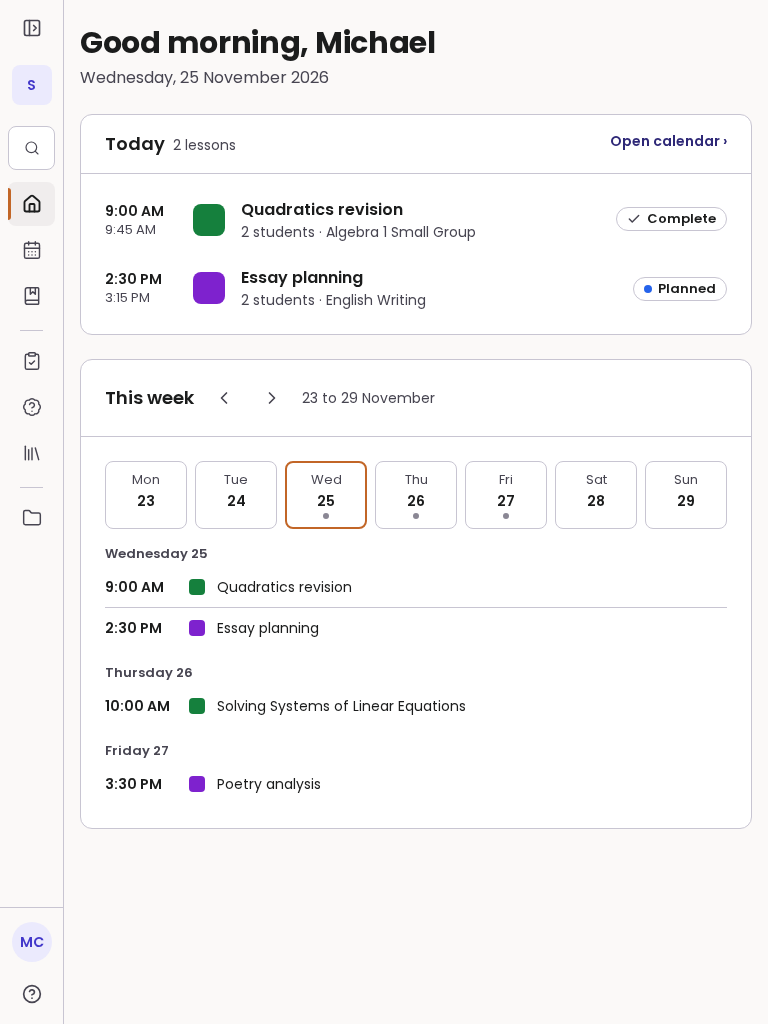 S
Good morning, Michael
Wednesday, 25 November 2026
Today 2 lessons
Open calendar ›
9:00 AM
9:45 AM
Quadratics revision
2 students · Algebra 1 Small Group
Complete
2:30 PM
3:15 PM
Essay planning
2 students · English Writing
Planned
This week
23 to 29 November
Mon 23
Tue 24
Wed 25
Thu 26
Fri 27
Sat 28
Sun 29
Wednesday 25
9:00 AM Quadratics revision
2:30 PM Essay planning
Thursday 26
10:00 AM Solving Systems of Linear Equations
Friday 27
3:30 PM Poetry analysis
MC